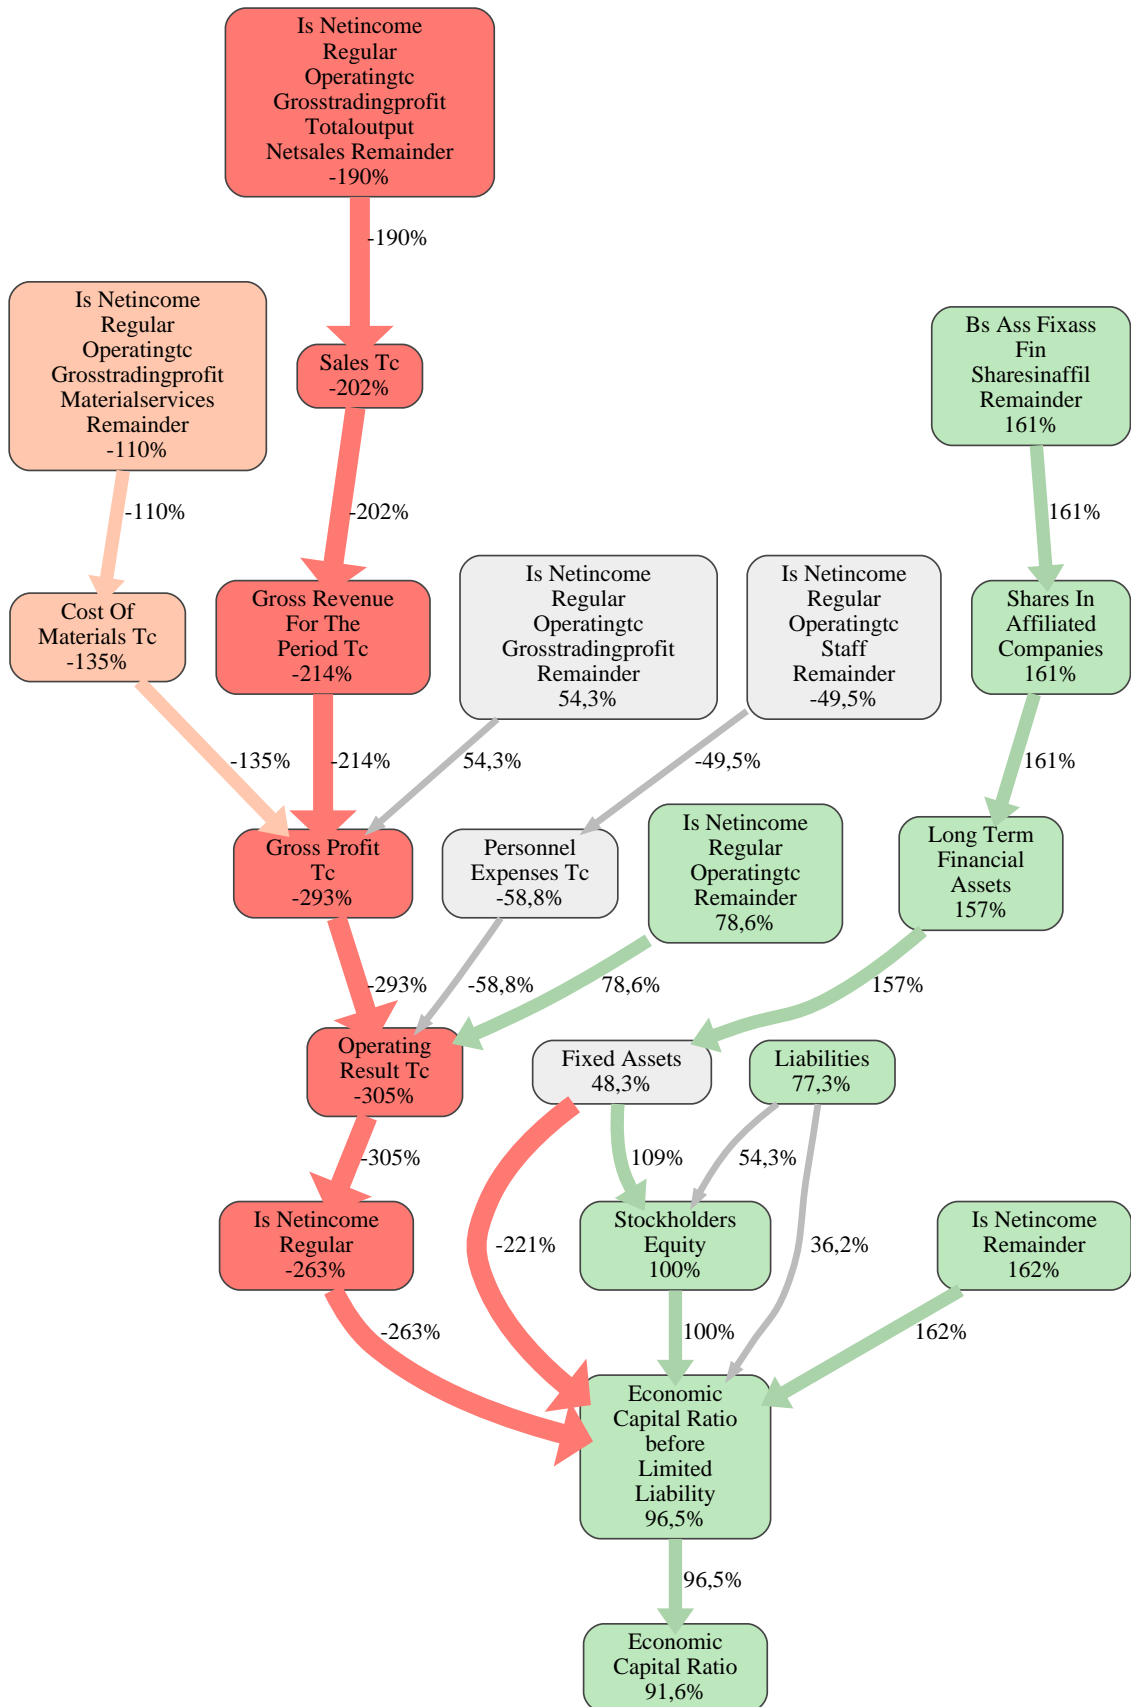 Is Netincome
Regular
Operatingtc
Grosstradingprofit
Totaloutput
Netsales Remainder
-190%
-190%
Is Netincome
Regular
Operatingtc
Grosstradingprofit
Materialservices
Remainder
-110%
Sales Tc
-202%
Bs Ass Fixass
Fin
Sharesinaffil
Remainder
161%
-110%
-202%
161%
Cost Of
Materials Tc
-135%
Gross Revenue
For The
Period Tc
-214%
Is Netincome
Regular
Operatingtc
Grosstradingprofit
Remainder
54,3%
Is Netincome
Regular
Operatingtc
Staff
Remainder
-49,5%
Shares In
Affiliated
Companies
161%
-135%
-214%
54,3%
-49,5%
161%
Gross Profit
Tc
-293%
Personnel
Expenses Tc
-58,8%
Is Netincome
Regular
Operatingtc
Remainder
78,6%
Long Term
Financial
Assets
157%
-293%
-58,8%
78,6%
157%
Operating
Result Tc
-305%
Fixed Assets
48,3%
Liabilities
77,3%
-305%
109%
54,3%
Is Netincome
Regular
-263%
-221%
Stockholders
Equity
100%
36,2%
Is Netincome
Remainder
162%
-263%
100%
162%
Economic
Capital Ratio
before
Limited
Liability
96,5%
96,5%
Economic
Capital Ratio
91,6%